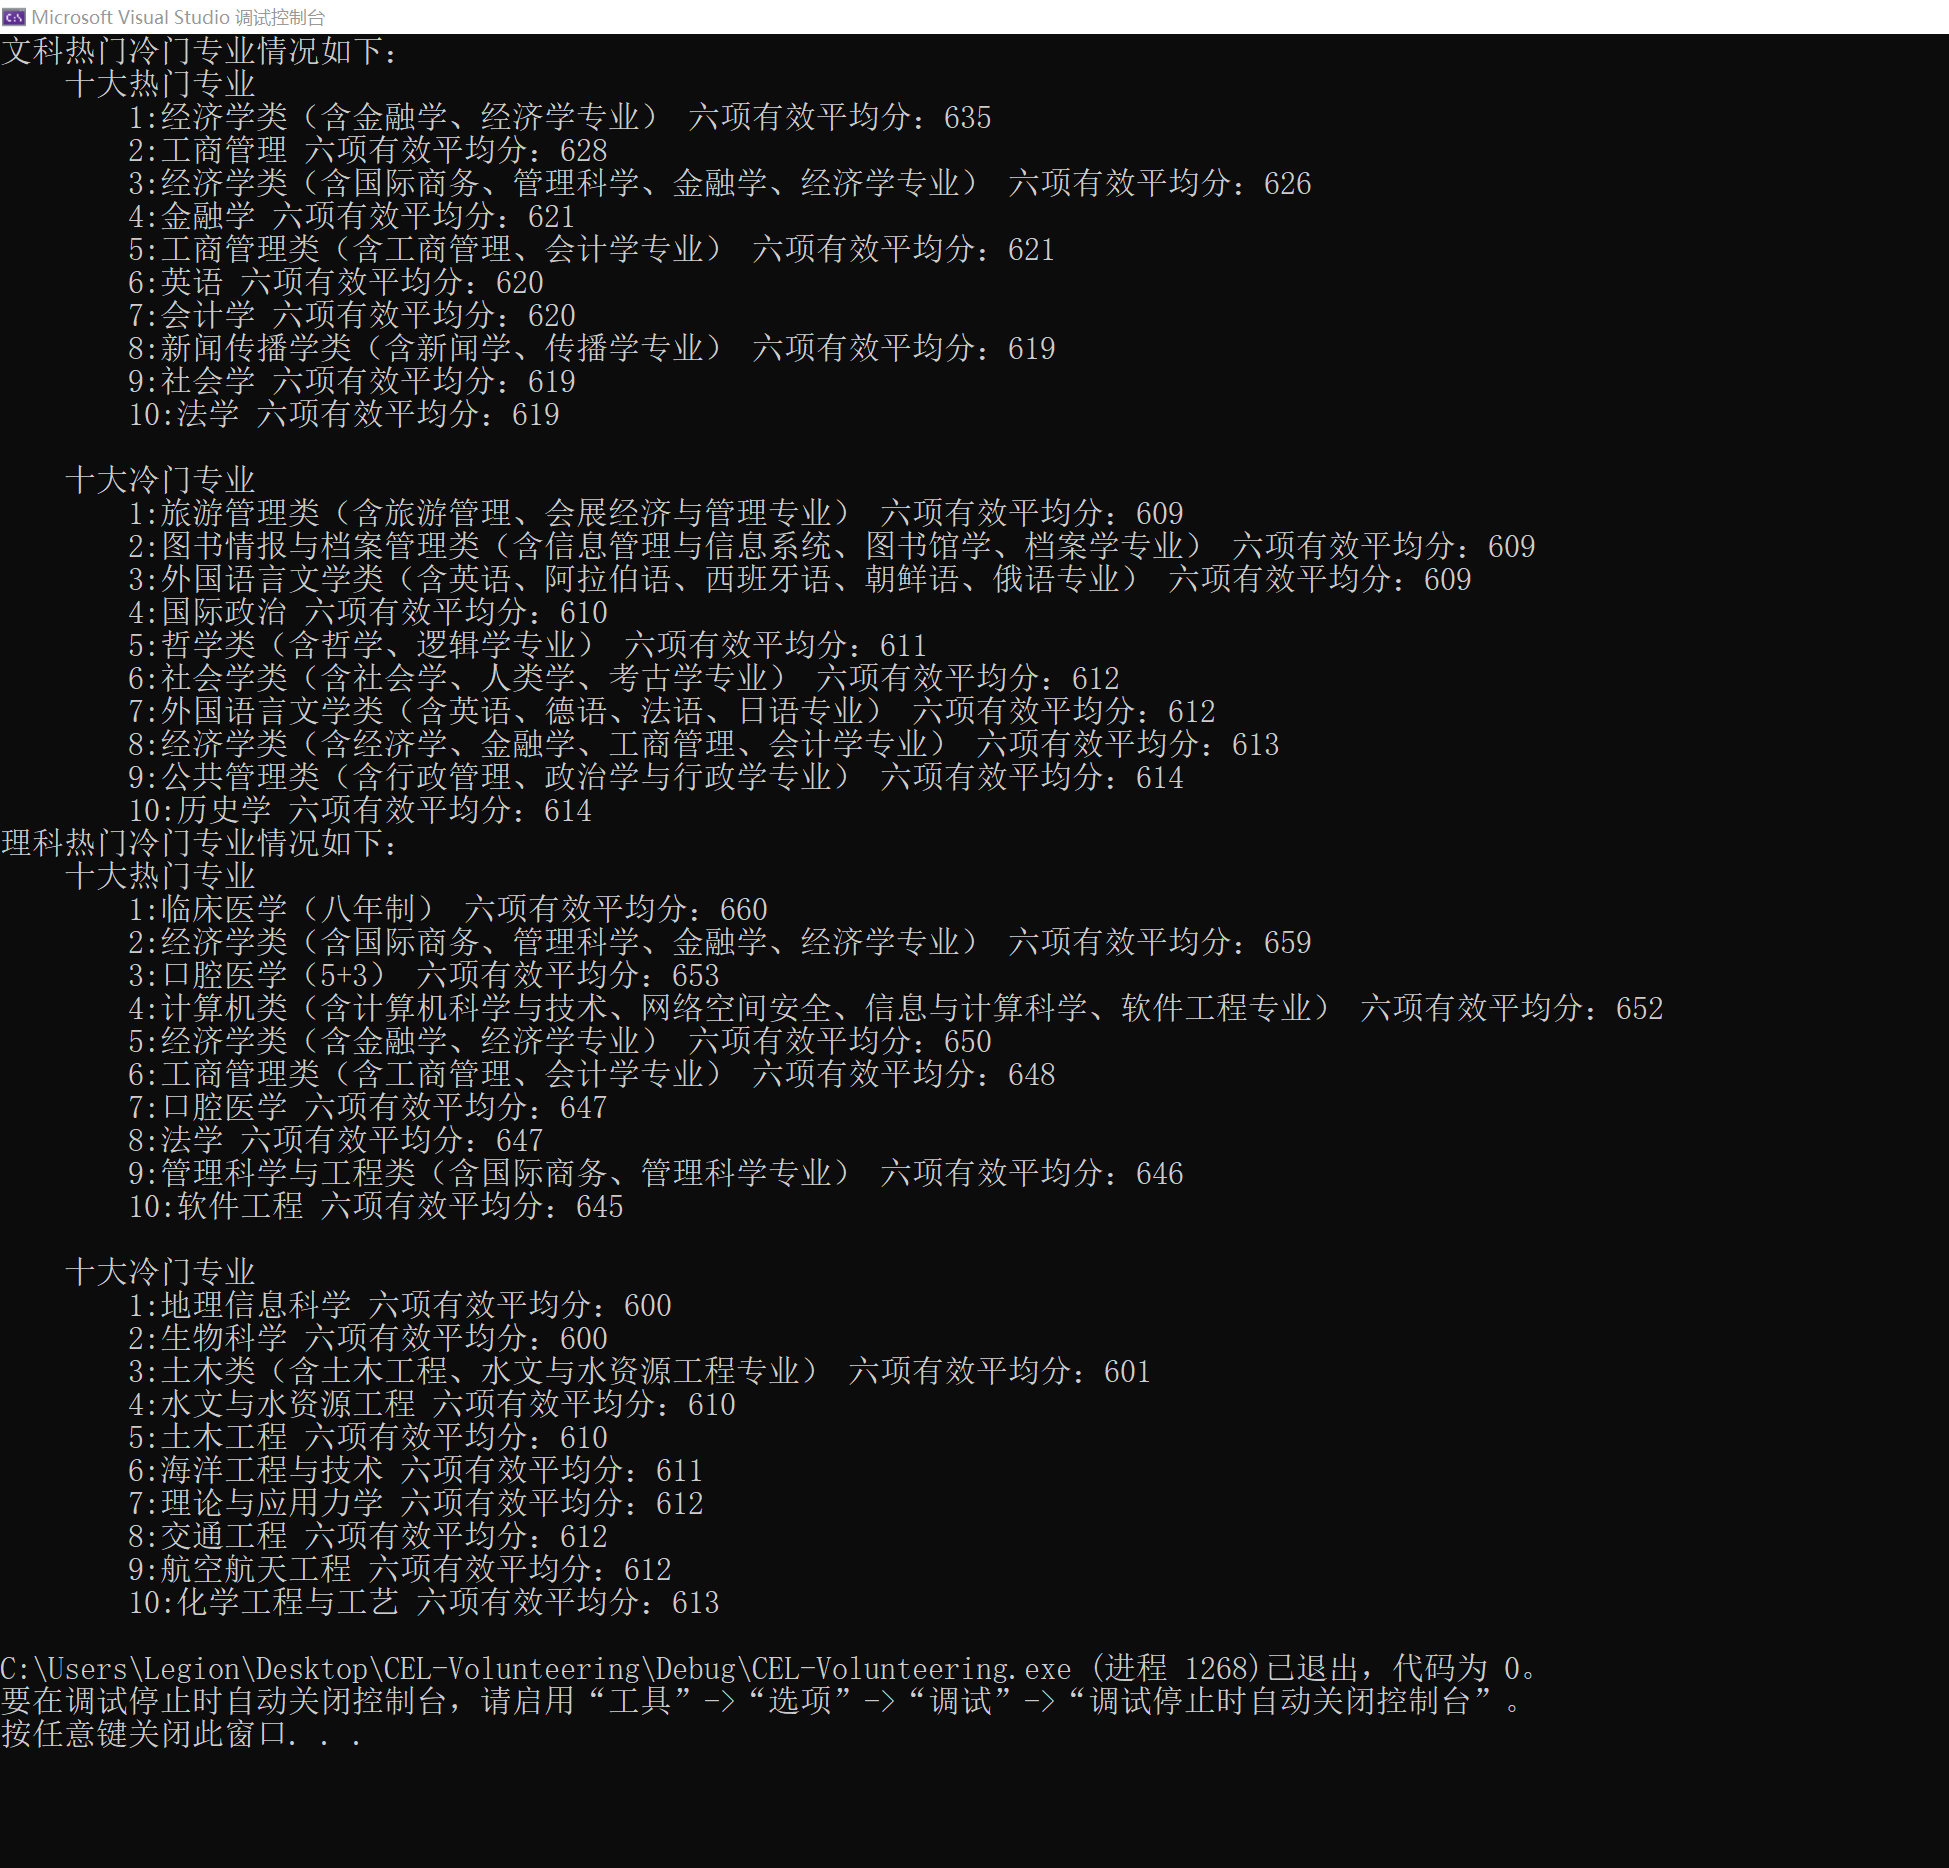 Microsoft Visual Studio 调试控制台
文科热门冷门专业情况如下：
十大热门专业
1:经济学类（含金融学、经济学专业） 六项有效平均分：635
2:工商管理 六项有效平均分：628
3:经济学类（含国际商务、管理科学、金融学、经济学专业） 六项有效平均分：626
4:金融学 六项有效平均分：621
5:工商管理类（含工商管理、会计学专业） 六项有效平均分：621
6:英语 六项有效平均分：620
7:会计学 六项有效平均分：620
8:新闻传播学类（含新闻学、传播学专业） 六项有效平均分：619
9:社会学 六项有效平均分：619
10:法学 六项有效平均分：619
十大冷门专业
1:旅游管理类（含旅游管理、会展经济与管理专业） 六项有效平均分：609
2:图书情报与档案管理类（含信息管理与信息系统、图书馆学、档案学专业） 六项有效平均分：609
3:外国语言文学类（含英语、阿拉伯语、西班牙语、朝鲜语、俄语专业） 六项有效平均分：609
4:国际政治 六项有效平均分：610
5:哲学类（含哲学、逻辑学专业） 六项有效平均分：611
6:社会学类（含社会学、人类学、考古学专业） 六项有效平均分：612
7:外国语言文学类（含英语、德语、法语、日语专业） 六项有效平均分：612
8:经济学类（含经济学、金融学、工商管理、会计学专业） 六项有效平均分：613
9:公共管理类（含行政管理、政治学与行政学专业） 六项有效平均分：614
10:历史学 六项有效平均分：614
理科热门冷门专业情况如下：
十大热门专业
1:临床医学（八年制） 六项有效平均分：660
2:经济学类（含国际商务、管理科学、金融学、经济学专业） 六项有效平均分：659
3:口腔医学（5+3） 六项有效平均分：653
4:计算机类（含计算机科学与技术、网络空间安全、信息与计算科学、软件工程专业） 六项有效平均分：652
5:经济学类（含金融学、经济学专业） 六项有效平均分：650
6:工商管理类（含工商管理、会计学专业） 六项有效平均分：648
7:口腔医学 六项有效平均分：647
8:法学 六项有效平均分：647
9:管理科学与工程类（含国际商务、管理科学专业） 六项有效平均分：646
10:软件工程 六项有效平均分：645
十大冷门专业
1:地理信息科学 六项有效平均分：600
2:生物科学 六项有效平均分：600
3:土木类（含土木工程、水文与水资源工程专业） 六项有效平均分：601
4:水文与水资源工程 六项有效平均分：610
5:土木工程 六项有效平均分：610
6:海洋工程与技术 六项有效平均分：611
7:理论与应用力学 六项有效平均分：612
8:交通工程 六项有效平均分：612
9:航空航天工程 六项有效平均分：612
10:化学工程与工艺 六项有效平均分：613
C:\Users\Legion\Desktop\CEL-Volunteering\Debug\CEL-Volunteering.exe (进程 1268)已退出，代码为 0。
要在调试停止时自动关闭控制台，请启用“工具”->“选项”->“调试”->“调试停止时自动关闭控制台”。
按任意键关闭此窗口. . .